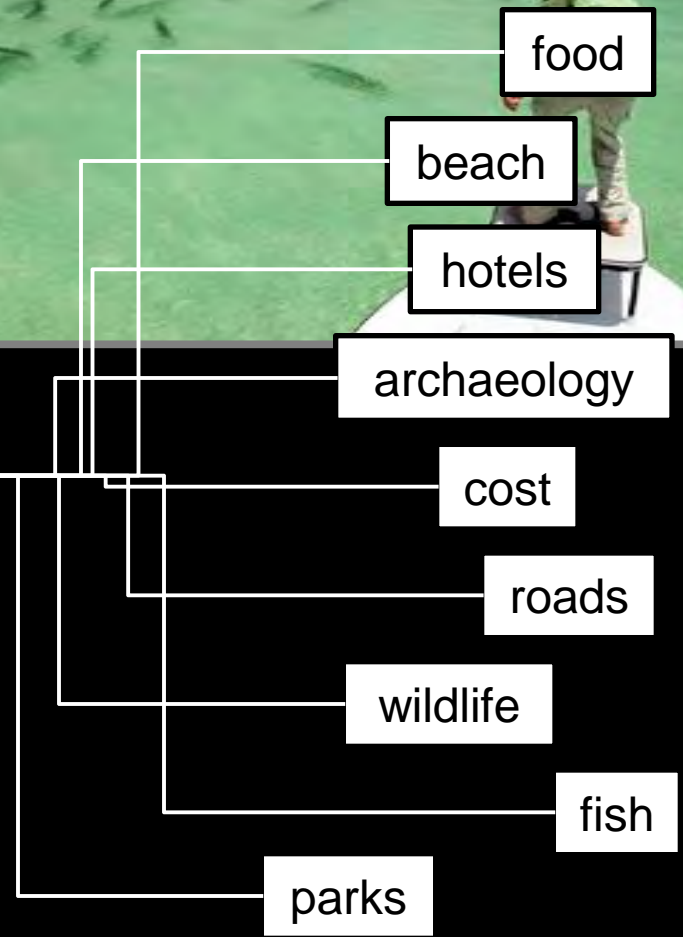 food
beach
hotels
archaeology
cost
roads
wildlife
fish
parks